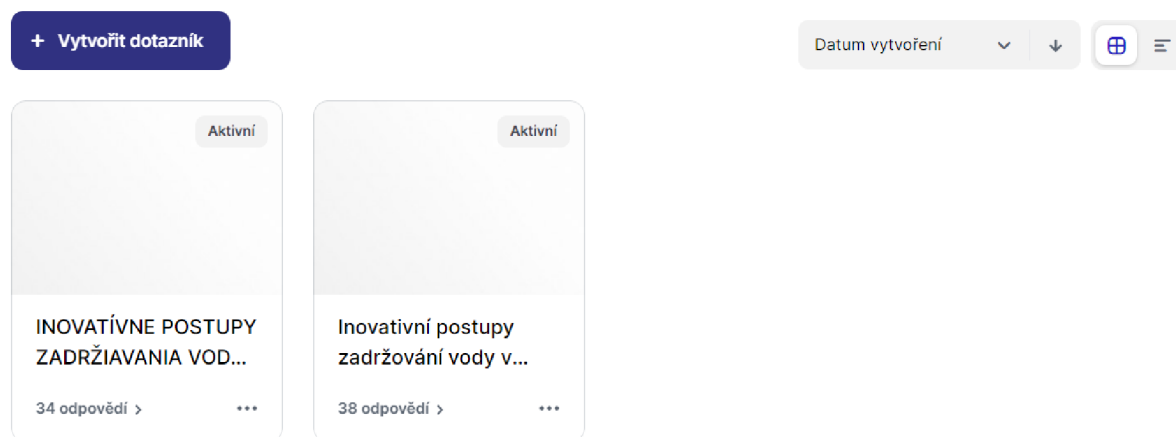 + Vytvořit dotazník
Datum vytvoření
Aktivní
INOVATÍVNE POSTUPY
ZADRŽIAVANIA VOD...
34 odpovědí >
Aktivní
Inovativní postupy
zadržování vody v...
38 odpovědí >